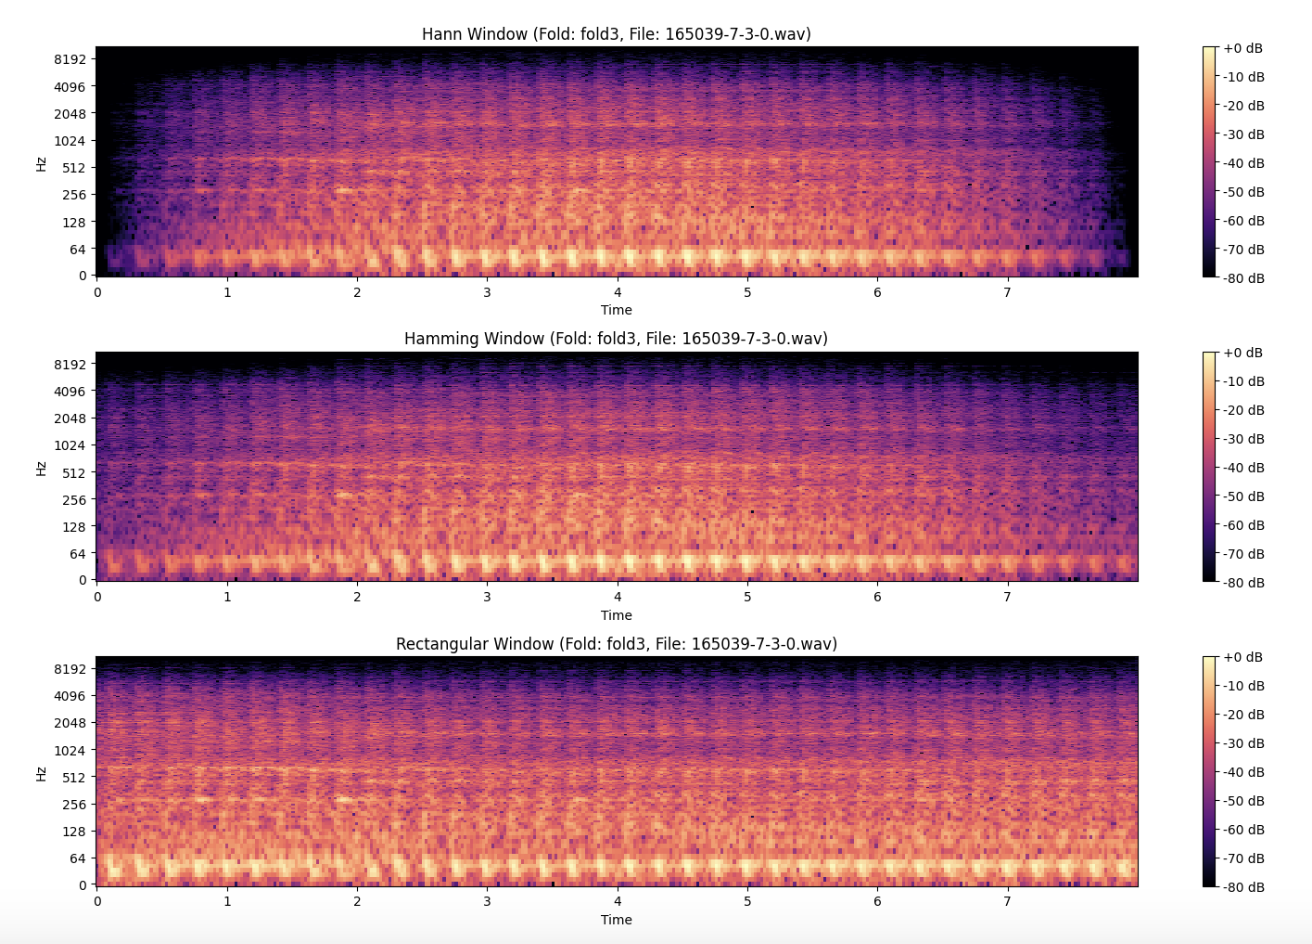 Hann Window (Fold: fold3, File: 165039-7-3-0.wav)
8192
4096
2048
1024
512
256
128
64
0
Hz
0 1 2 3 4 5 6 7
Time
+0 dB
-10 dB
-20 dB
-30 dB
-40 dB
-50 dB
-60 dB
-70 dB
-80 dB
Hamming Window (Fold: fold3, File: 165039-7-3-0.wav)
8192
4096
2048
1024
512
256
128
64
0
Hz
0 1 2 3 4 5 6 7
Time
+0 dB
-10 dB
-20 dB
-30 dB
-40 dB
-50 dB
-60 dB
-70 dB
-80 dB
Rectangular Window (Fold: fold3, File: 165039-7-3-0.wav)
8192
4096
2048
1024
512
256
128
64
0
Hz
0 1 2 3 4 5 6 7
Time
+0 dB
-10 dB
-20 dB
-30 dB
-40 dB
-50 dB
-60 dB
-70 dB
-80 dB